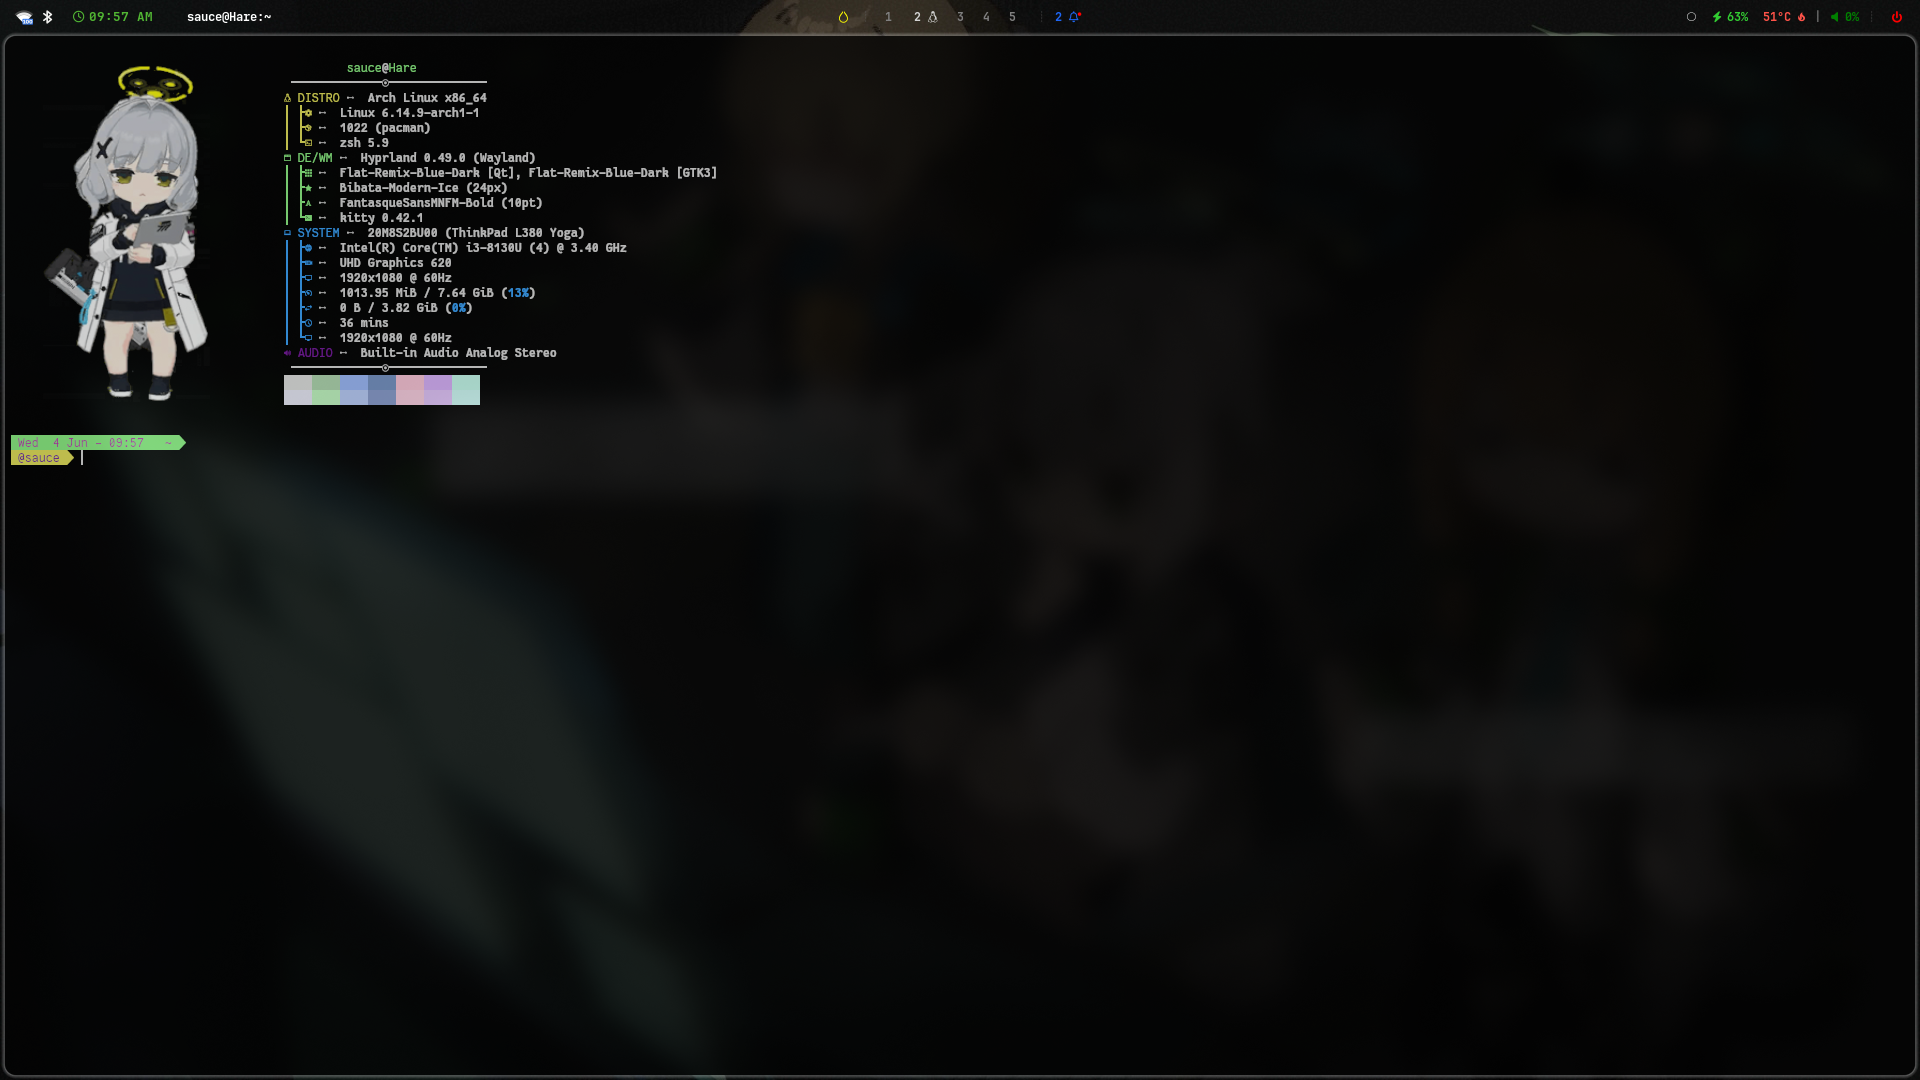 09:57 AM sauce@Hare:~ 1 2 3 4 5 2 63% 51°C | 0%
sauce@Hare
DISTRO Arch Linux x86_64
Linux 6.14.9-arch1-1
1022 (pacman)
zsh 5.9
DE/WM Hyprland 0.49.0 (Wayland)
Flat-Remix-Blue-Dark [Qt], Flat-Remix-Blue-Dark [GTK3]
Bibata-Modern-Ice (24px)
FantasqueSansMNFM-Bold (10pt)
kitty 0.42.1
SYSTEM 20M8S2BU00 (ThinkPad L380 Yoga)
Intel(R) Core(TM) i3-8130U (4) @ 3.40 GHz
UHD Graphics 620
1920x1080 @ 60Hz
1013.95 MiB / 7.64 GiB (13%)
0 B / 3.82 GiB (0%)
36 mins
1920x1080 @ 60Hz
AUDIO Built-in Audio Analog Stereo
Wed 4 Jun - 09:57 ~
@sauce